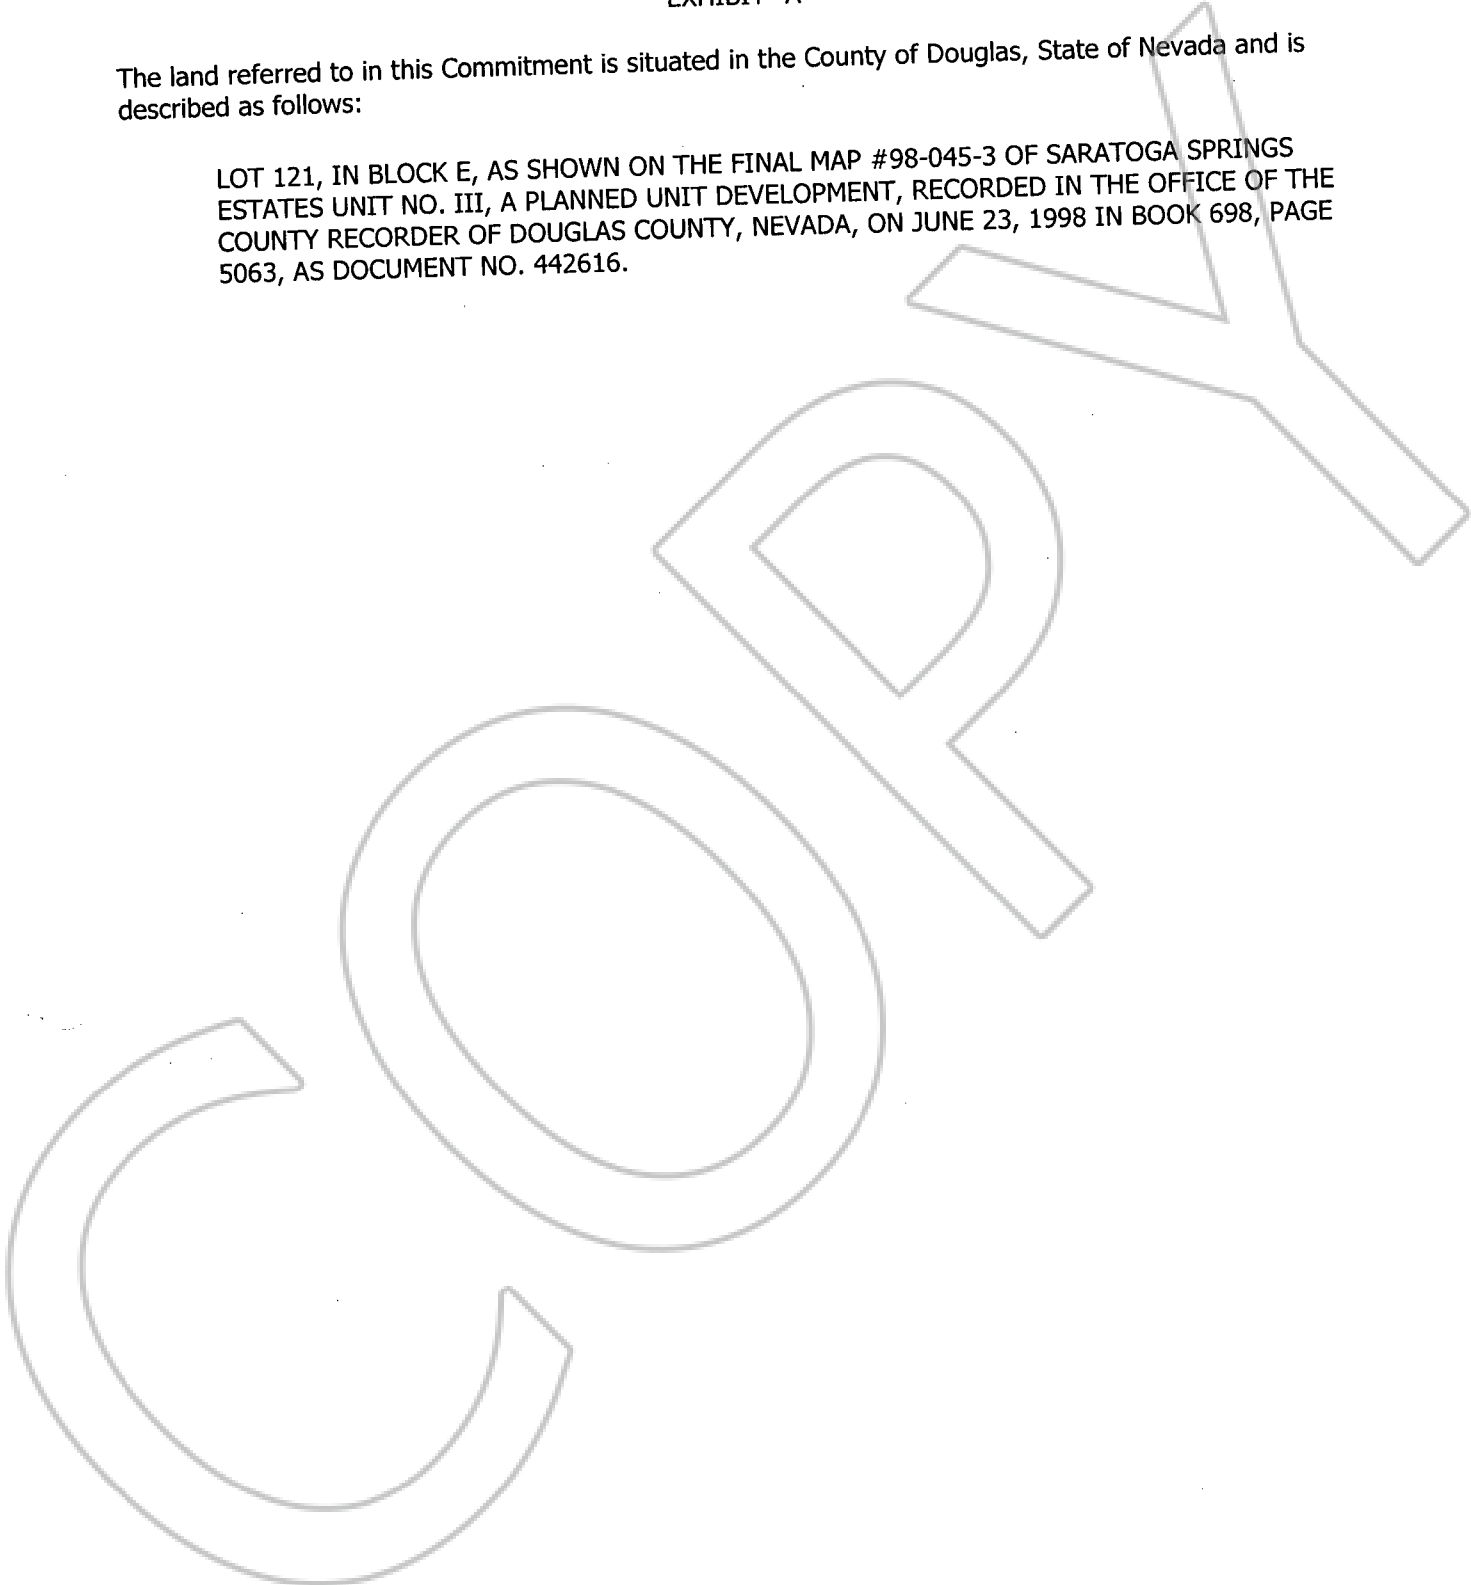 EXHIBIT "A"
The land referred to in this Commitment is situated in the County of Douglas, State of Nevada and is
described as follows:
LOT 121, IN BLOCK E, AS SHOWN ON THE FINAL MAP #98-045-3 OF SARATOGA SPRINGS
ESTATES UNIT NO. III, A PLANNED UNIT DEVELOPMENT, RECORDED IN THE OFFICE OF THE
COUNTY RECORDER OF DOUGLAS COUNTY, NEVADA, ON JUNE 23, 1998 IN BOOK 698, PAGE
5063, AS DOCUMENT NO. 442616.
COPY